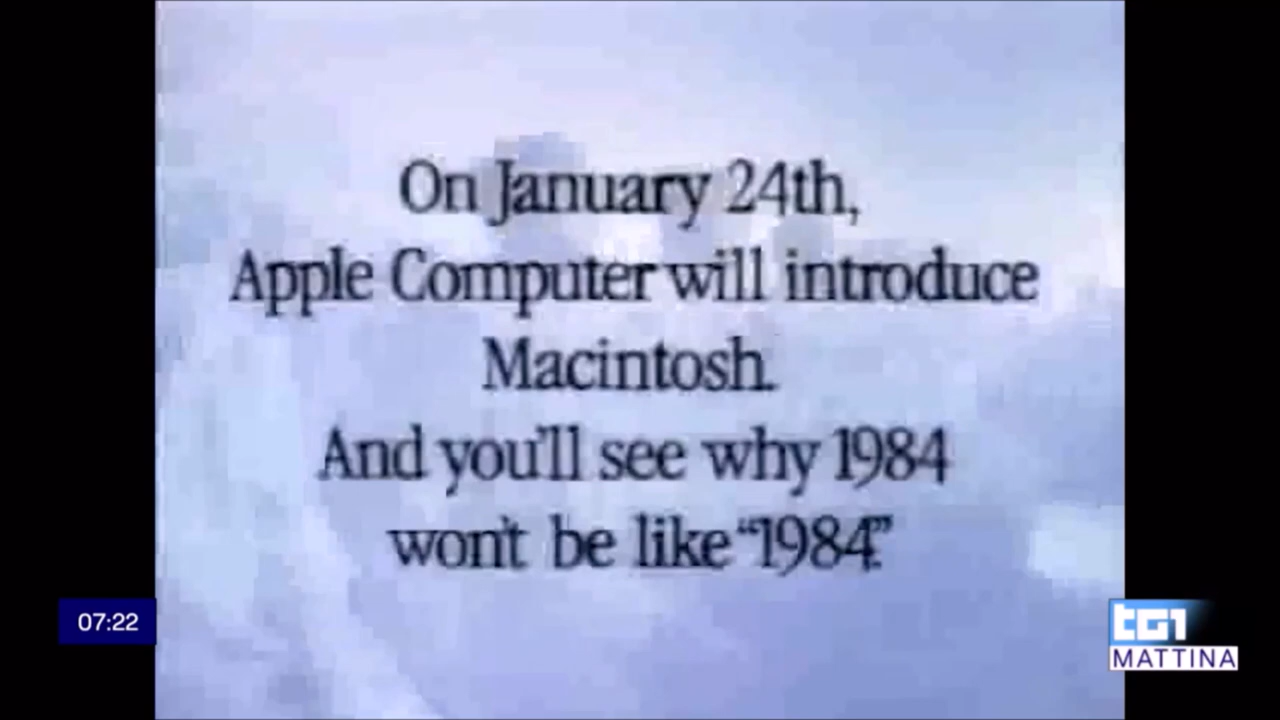 On January 24th,
Apple Computer will introduce
Macintosh.
And you'll see why 1984
won't be like “1984.”
07:22
tG1
MATTINA